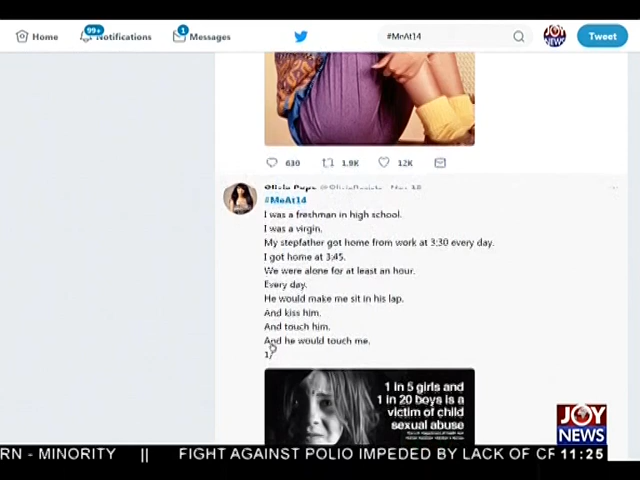 Home
99+
Notifications
1
Messages
#MeAt14
JOY
NEWS
Tweet
630
1.9K
12K
#MeAt14
I was a freshman in high school.
I was a virgin.
My stepfather got home from work at 3:30 every day.
I got home at 3:45.
We were alone for at least an hour.
Every day.
He would make me sit in his lap.
And kiss him.
And touch him.
And he would touch me.
1/
1 in 5 girls and
1 in 20 boys is a
victim of child
sexual abuse
JOY
NEWS
RN - MINORITY || FIGHT AGAINST POLIO IMPEDED BY LACK OF CF
11:25